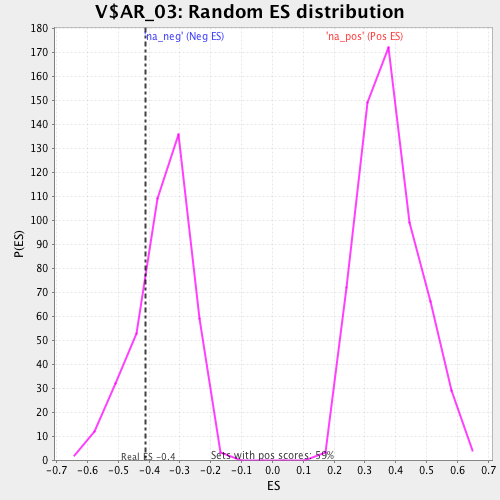 V$AR_03: Random ES distribution
'na_neg' (Neg ES)
'na_pos' (Pos ES)
180
170
160
150
140
130
120
110
100
90
80
70
60
50
40
30
20
10
0
P(ES)
Real ES -0.4
Sets with pos scores: 59%
-0.7 -0.6 -0.5 -0.4 -0.3 -0.2 -0.1 0.0 0.1 0.2 0.3 0.4 0.5 0.6 0.7
ES